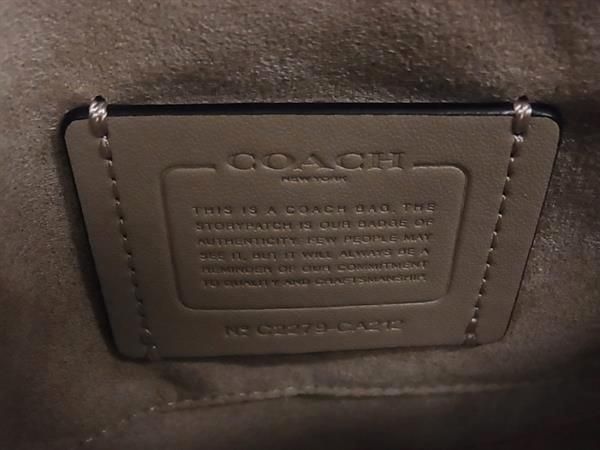 COACH
NEW YORK
THIS IS A COACH BAG. THE
STORYPATCH IS OUR BADGE OF
AUTHENTICITY. FEW PEOPLE MAY
SEE IT, BUT IT WILL ALWAYS BE A
REMINDER OF OUR COMMITMENT
TO QUALITY AND CRAFTSMANSHIP.
Nº C2279-CA212